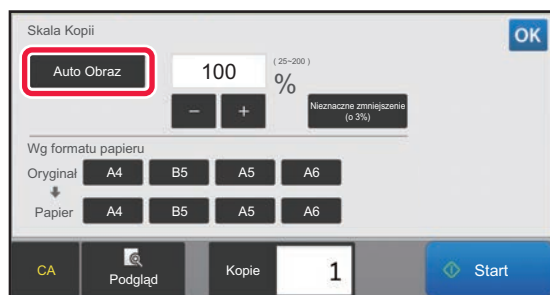 Skala Kopii
OK
Auto Obraz
100
(25~200)
%
− +
Nieznaczne zmniejszenie
(o 3%)
Wg formatu papieru
Oryginał A4 B5 A5 A6
Papier A4 B5 A5 A6
CA Podgląd Kopie 1 Start